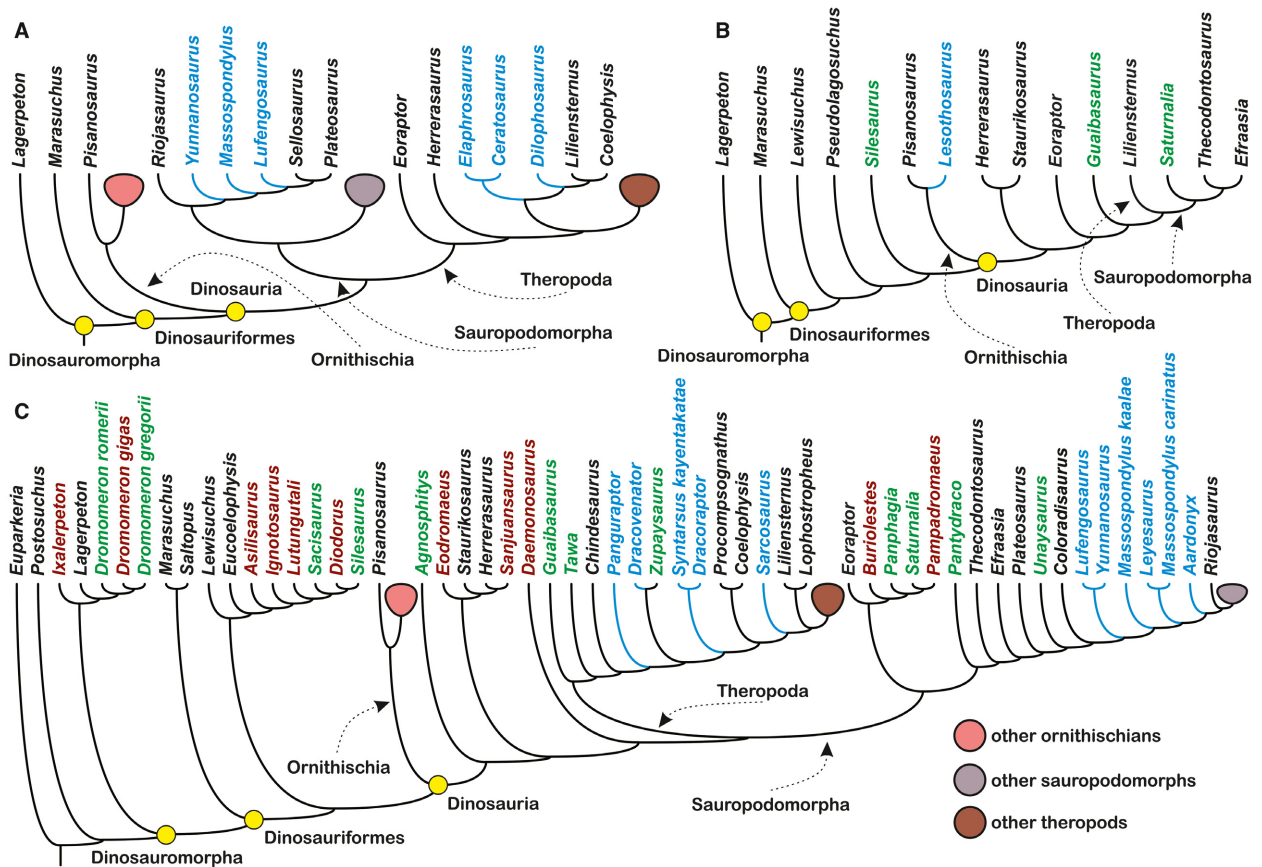 A
Lagerpeton
Marasuchus
Pisanosaurus
Riojasaurus
Yunnanosaurus
Massospondylus
Lufengosaurus
Sellosaurus
Plateosaurus
Eoraptor
Herrerasaurus
Elaphrosaurus
Ceratosaurus
Dilophosaurus
Liliensternus
Coelophysis
Dinosauria
Theropoda
Dinosauriformes
Sauropodomorpha
Dinosauromorpha
Ornithischia
B
Lagerpeton
Marasuchus
Lewisuchus
Pseudolagosuchus
Silesaurus
Pisanosaurus
Lesothosaurus
Herrerasaurus
Staurikosaurus
Eoraptor
Guaibasaurus
Liliensternus
Saturnalia
Thecodontosaurus
Efraasia
Sauropodomorpha
Dinosauria
Theropoda
Dinosauriformes
Dinosauromorpha
Ornithischia
C
Euparkeria
Postosuchus
Ixalerpeton
Lagerpeton
Dromomeron romerii
Dromomeron gigas
Dromomeron gregorii
Marasuchus
Saltopus
Lewisuchus
Eucoelophysis
Asilisaurus
Ignotosaurus
Lutungutali
Sacisaurus
Diodorus
Silesaurus
Pisanosaurus
Agnosphitys
Eodromaeus
Staurikosaurus
Herrerasaurus
Sanjuansaurus
Daemonosaurus
Guaibasaurus
Tawa
Chindesaurus
Panguraptor
Dracovenator
Zupaysaurus
Syntarsus kayentakatae
Dracoraptor
Procompsognathus
Coelophysis
Sarcosaurus
Liliensternus
Lophostropheus
Eoraptor
Buriolestes
Panphagia
Saturnalia
Pampadromaeus
Pantydraco
Thecodontosaurus
Efraasia
Plateosaurus
Unaysaurus
Coloradisaurus
Lufengosaurus
Yunnanosaurus
Massospondylus kaalae
Leyesaurus
Massospondylus carinatus
Aardonyx
Riojasaurus
Theropoda
other ornithischians
Ornithischia
other sauropodomorphs
Dinosauria
Sauropodomorpha
other theropods
Dinosauriformes
Dinosauromorpha